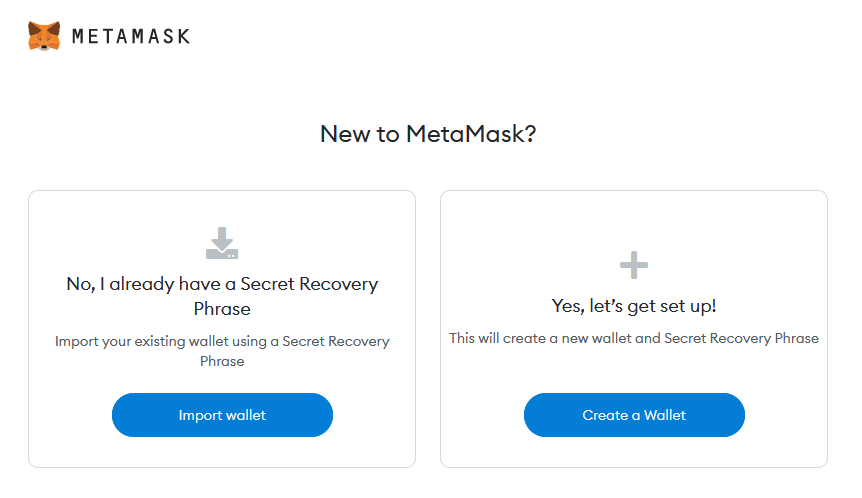 METAMASK
New to MetaMask?
No, I already have a Secret Recovery
Phrase
Import your existing wallet using a Secret Recovery
Phrase
Import wallet
Yes, let’s get set up!
This will create a new wallet and Secret Recovery Phrase
Create a Wallet